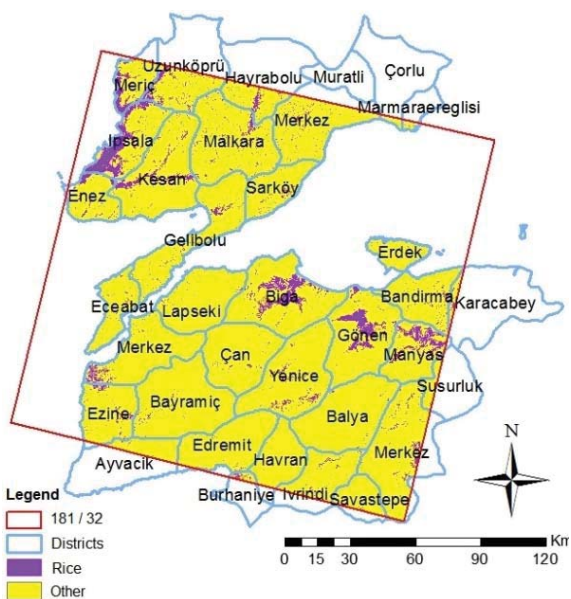 Uzunköprü
Hayrabolu
Muratli
Çorlu
Meriç
Marmaraereglisi
Merkez
Ipsala
Malkara
Kesan
Sarköy
Enez
Gelibolu
Erdek
Eceabat
Lapseki
Biga
Bandirma
Karacabey
Merkez
Gönen
Çan
Manyas
Yenice
Susurluk
Ezine
Bayramiç
Balya
Edremit
Merkez
Ayvacik
Havran
Burhaniye
Ivrindi
Savastepe
N
Legend
181 / 32
Districts
Rice
Other
Km
0 15 30 60 90 120